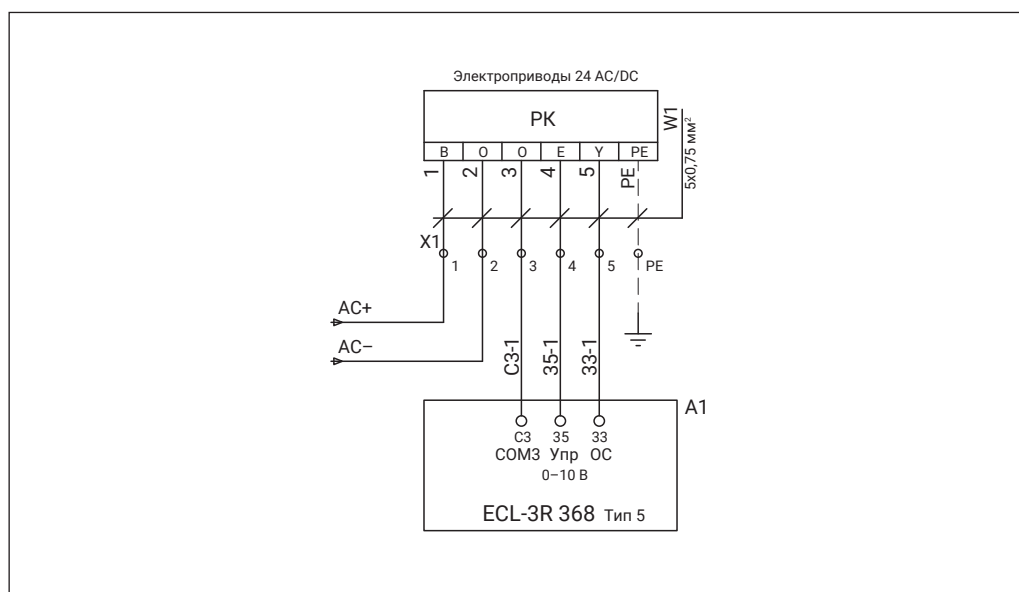 Электроприводы 24 AC/DC
РК
W1
5х0,75 мм²
B O O E Y PE
1 2 3 4 5 PE
X1
1 2 3 4 5 PE
AC+
AC–
C3-1 35-1 33-1
A1
C3 35 33
COM3 Упр ОС
0–10 В
ECL-3R 368 Тип 5